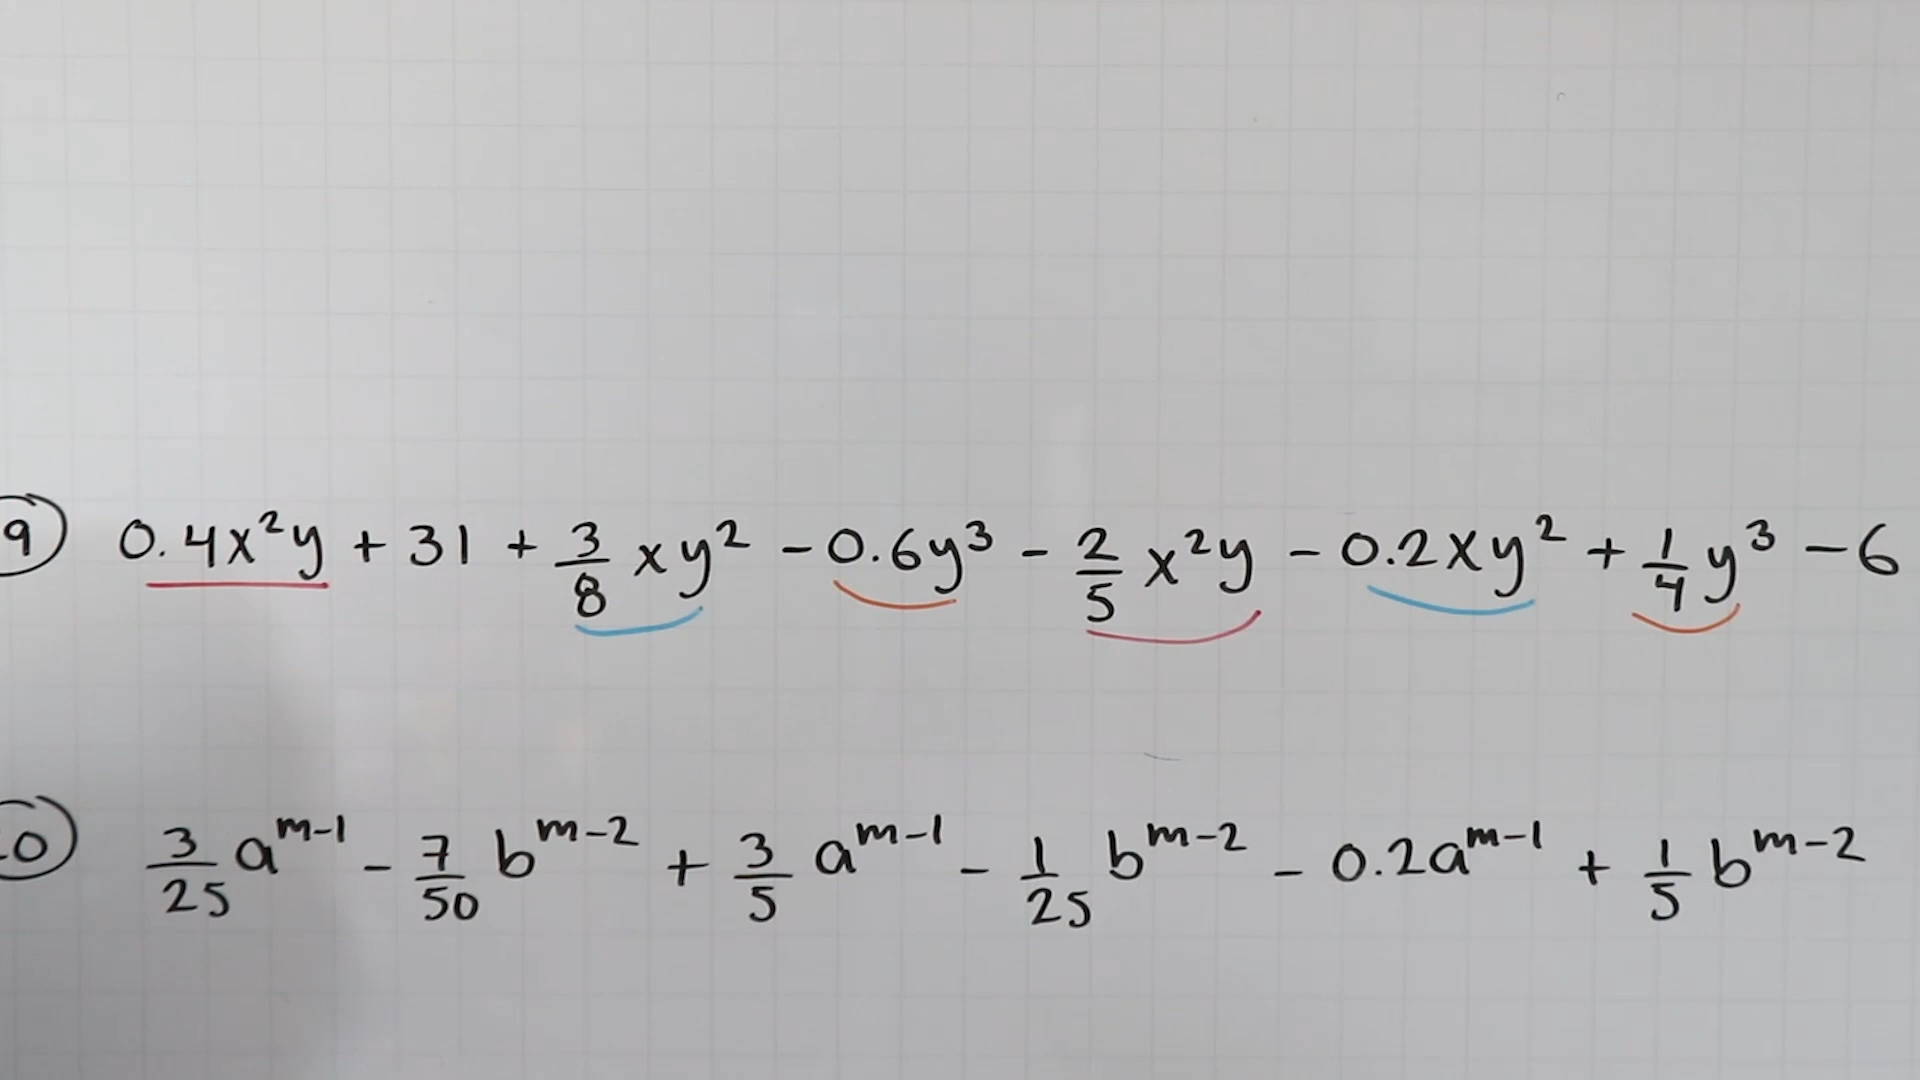 9 0.4x²y + 31 + 3/8 xy² - 0.6y³ - 2/5 x²y - 0.2xy² + 1/4 y³ - 6
0 3/25 a^(m-1) - 7/50 b^(m-2) + 3/5 a^(m-1) - 1/25 b^(m-2) - 0.2a^(m-1) + 1/5 b^(m-2)